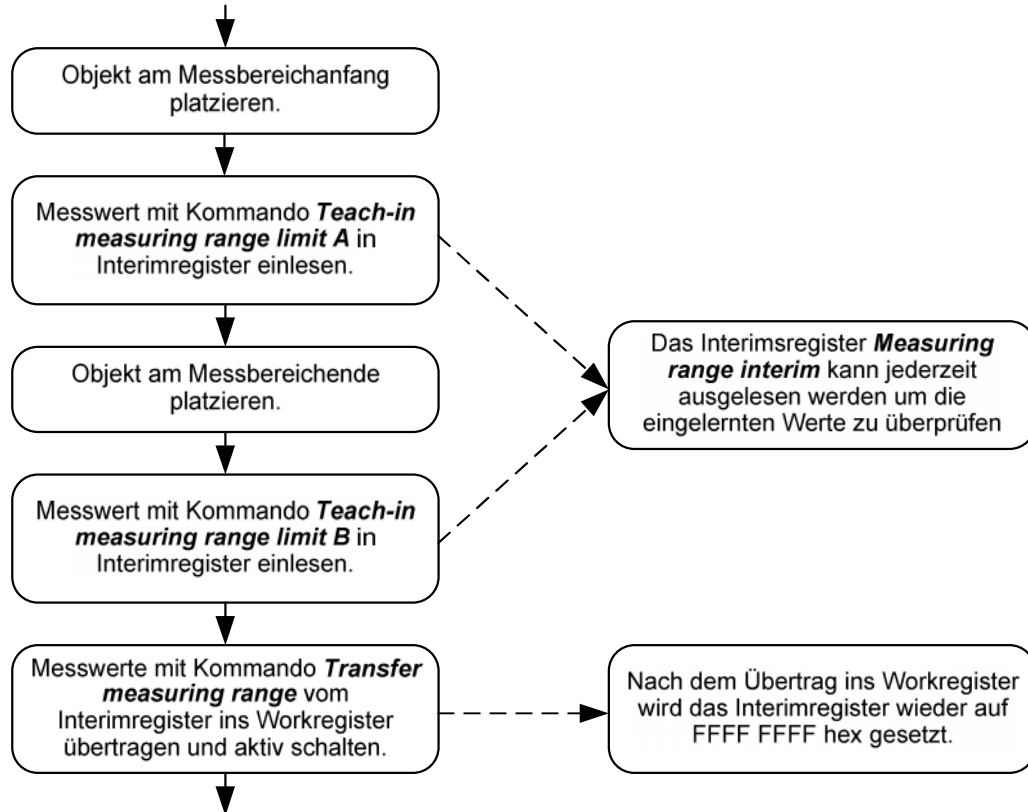 Objekt am Messbereichanfang
platzieren.
Messwert mit Kommando Teach-in
measuring range limit A in
Interimregister einlesen.
Objekt am Messbereichende
platzieren.
Messwert mit Kommando Teach-in
measuring range limit B in
Interimregister einlesen.
Messwerte mit Kommando Transfer
measuring range vom
Interimregister ins Workregister
übertragen und aktiv schalten.
Das Interimsregister Measuring
range interim kann jederzeit
ausgelesen werden um die
eingelernten Werte zu überprüfen
Nach dem Übertrag ins Workregister
wird das Interimregister wieder auf
FFFF FFFF hex gesetzt.